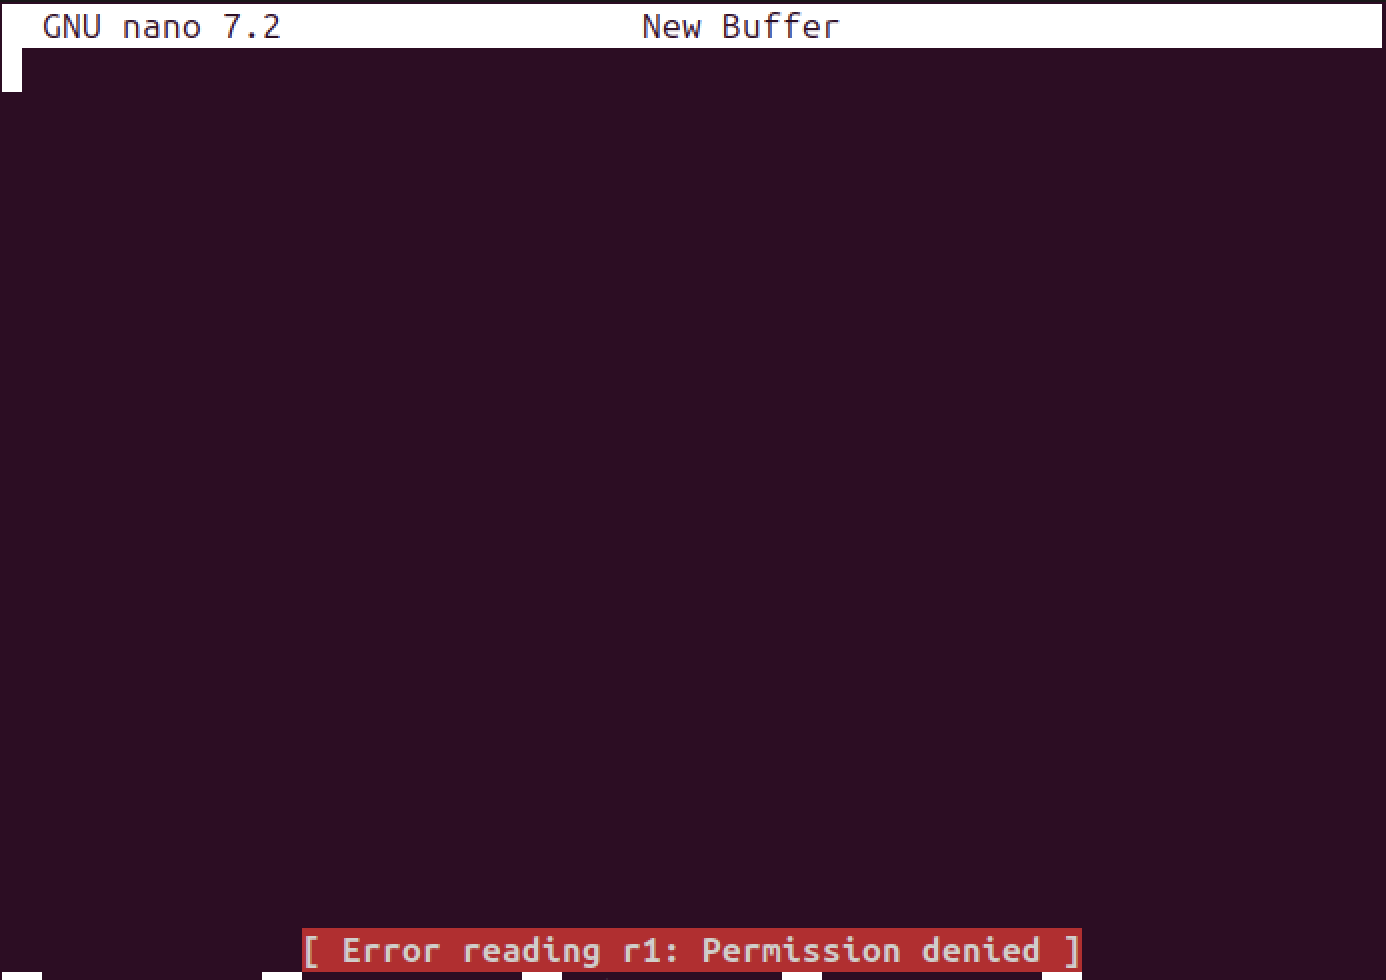 GNU nano 7.2 New Buffer
[ Error reading r1: Permission denied ]